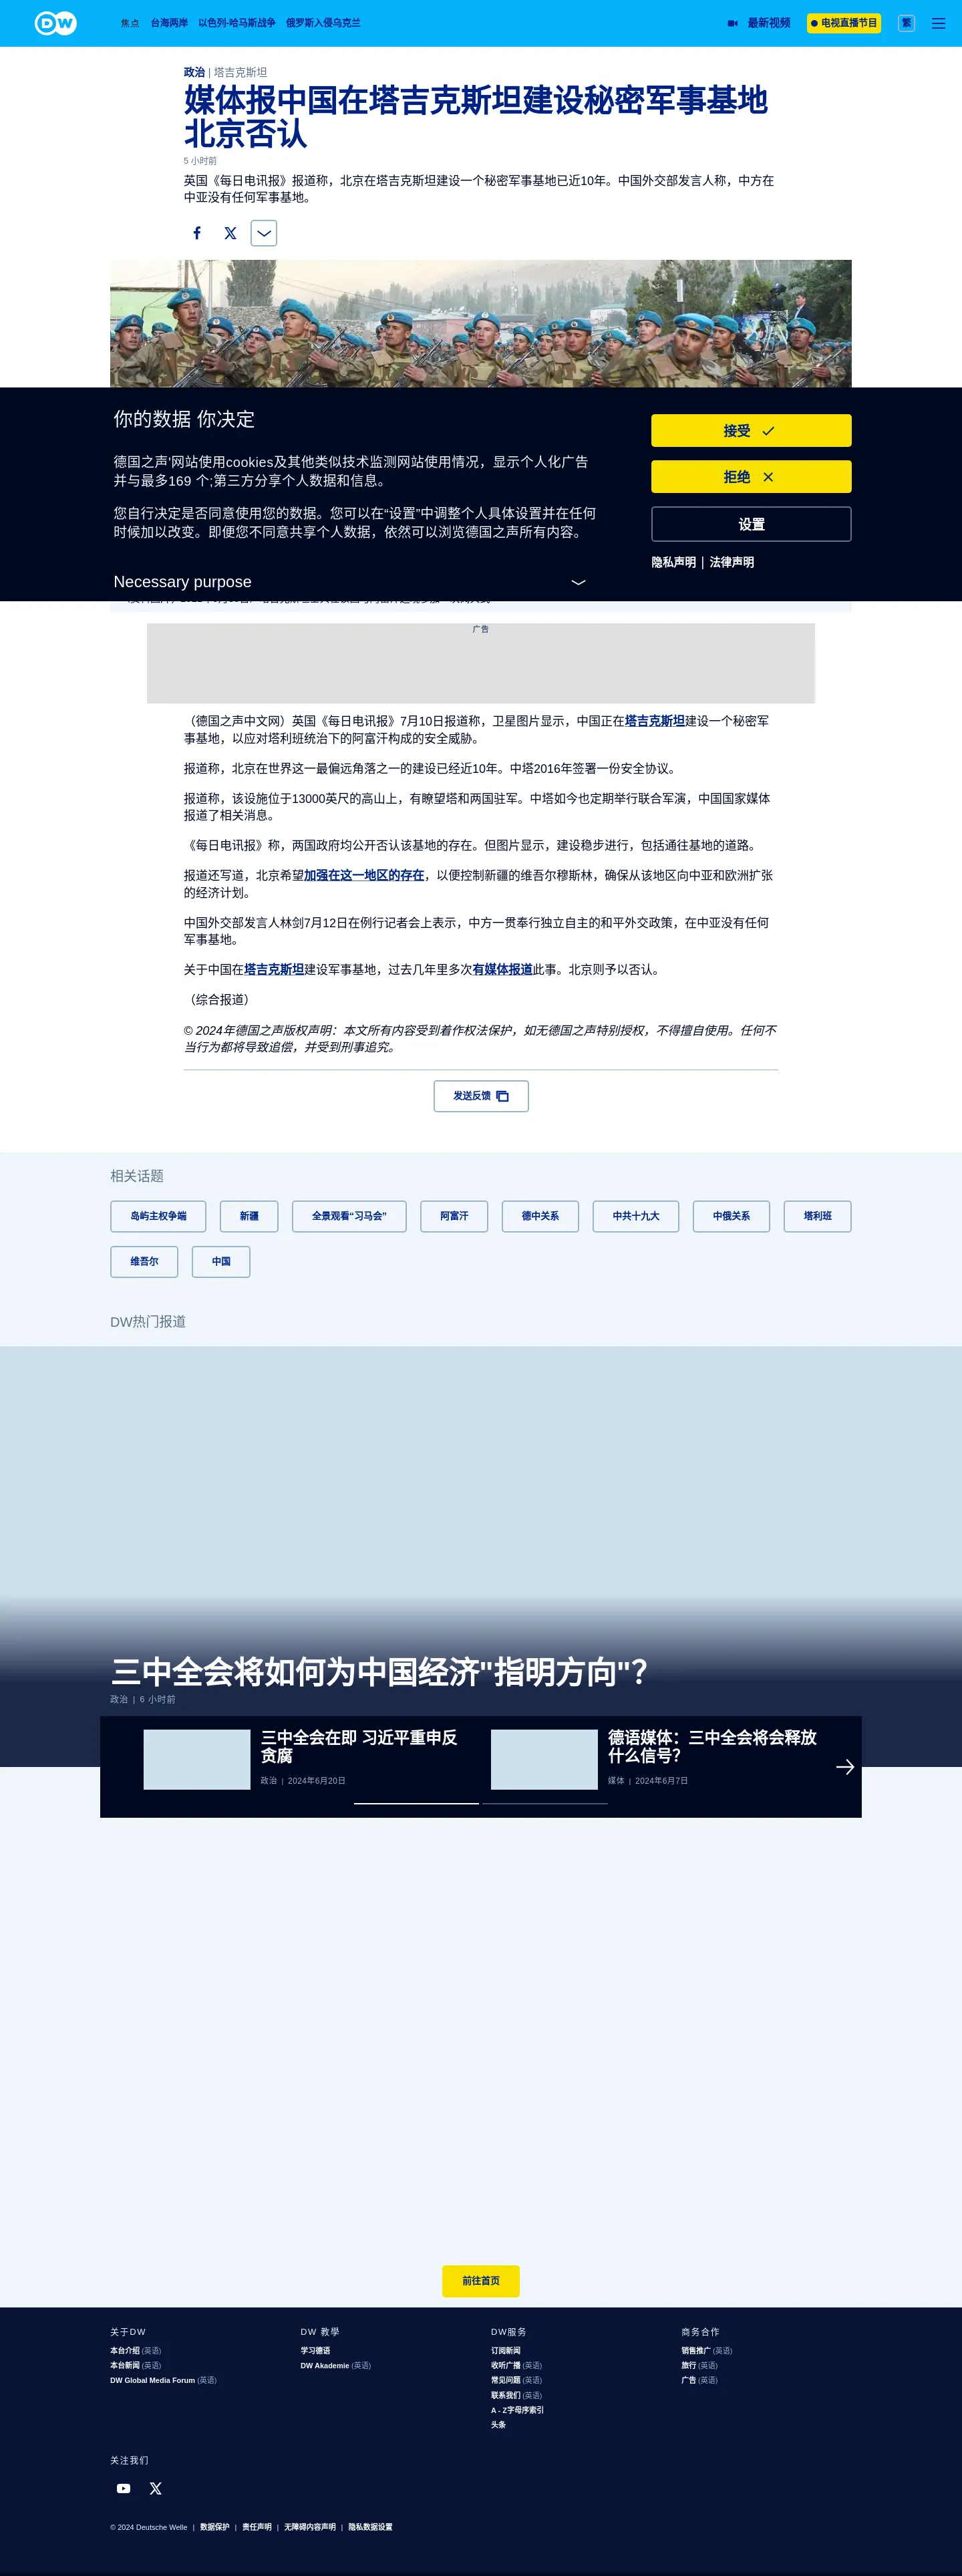 DW 焦点 台海两岸 以色列-哈马斯战争 俄罗斯入侵乌克兰 最新视频 电视直播节目 繁
政治 | 塔吉克斯坦
媒体报中国在塔吉克斯坦建设秘密军事基地
北京否认
5 小时前
英国《每日电讯报》报道称，北京在塔吉克斯坦建设一个秘密军事基地已近10年。中国外交部发言人称，中方在
中亚没有任何军事基地。
你的数据 你决定
德国之声'网站使用cookies及其他类似技术监测网站使用情况，显示个人化广告
并与最多169 个;第三方分享个人数据和信息。
您自行决定是否同意使用您的数据。您可以在“设置”中调整个人具体设置并在任何
时候加以改变。即便您不同意共享个人数据，依然可以浏览德国之声所有内容。
Necessary purpose
接受
拒绝
设置
隐私声明 | 法律声明
广告
（德国之声中文网）英国《每日电讯报》7月10日报道称，卫星图片显示，中国正在塔吉克斯坦建设一个秘密军
事基地，以应对塔利班统治下的阿富汗构成的安全威胁。
报道称，北京在世界这一最偏远角落之一的建设已经近10年。中塔2016年签署一份安全协议。
报道称，该设施位于13000英尺的高山上，有瞭望塔和两国驻军。中塔如今也定期举行联合军演，中国国家媒体
报道了相关消息。
《每日电讯报》称，两国政府均公开否认该基地的存在。但图片显示，建设稳步进行，包括通往基地的道路。
报道还写道，北京希望加强在这一地区的存在，以便控制新疆的维吾尔穆斯林，确保从该地区向中亚和欧洲扩张
的经济计划。
中国外交部发言人林剑7月12日在例行记者会上表示，中方一贯奉行独立自主的和平外交政策，在中亚没有任何
军事基地。
关于中国在塔吉克斯坦建设军事基地，过去几年里多次有媒体报道此事。北京则予以否认。
（综合报道）
© 2024年德国之声版权声明：本文所有内容受到着作权法保护，如无德国之声特别授权，不得擅自使用。任何不
当行为都将导致追偿，并受到刑事追究。
发送反馈
相关话题
岛屿主权争端 新疆 全景观看“习马会” 阿富汗 德中关系 中共十九大 中俄关系 塔利班
维吾尔 中国
DW热门报道
三中全会将如何为中国经济"指明方向"？
政治 | 6 小时前
三中全会在即 习近平重申反
贪腐
政治 | 2024年6月20日
德语媒体：三中全会将会释放
什么信号？
媒体 | 2024年6月7日
前往首页
关于DW
本台介绍 (英语)
本台新闻 (英语)
DW Global Media Forum (英语)
DW 教學
学习德语
DW Akademie (英语)
DW服务
订阅新闻
收听广播 (英语)
常见问题 (英语)
联系我们 (英语)
A - Z字母序索引
头条
商务合作
销售推广 (英语)
旅行 (英语)
广告 (英语)
关注我们
© 2024 Deutsche Welle | 数据保护 | 责任声明 | 无障碍内容声明 | 隐私数据设置